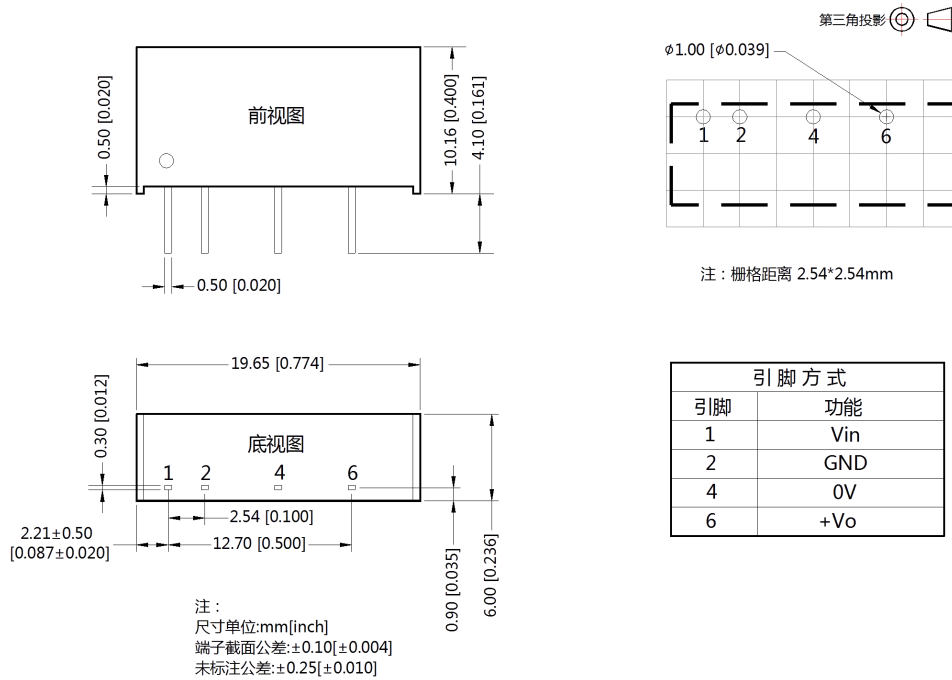 第三角投影
⌀1.00 [⌀0.039]
0.50 [0.020]
前视图
10.16 [0.400]
4.10 [0.161]
1 2 4 6
0.50 [0.020]
注：栅格距离 2.54*2.54mm
19.65 [0.774]
0.30 [0.012]
底视图
1 2 4 6
2.54 [0.100]
12.70 [0.500]
2.21±0.50
[0.087±0.020]
0.90 [0.035]
6.00 [0.236]
引脚方式
引脚 功能
1 Vin
2 GND
4 0V
6 +Vo
注：
尺寸单位:mm[inch]
端子截面公差:±0.10[±0.004]
未标注公差:±0.25[±0.010]